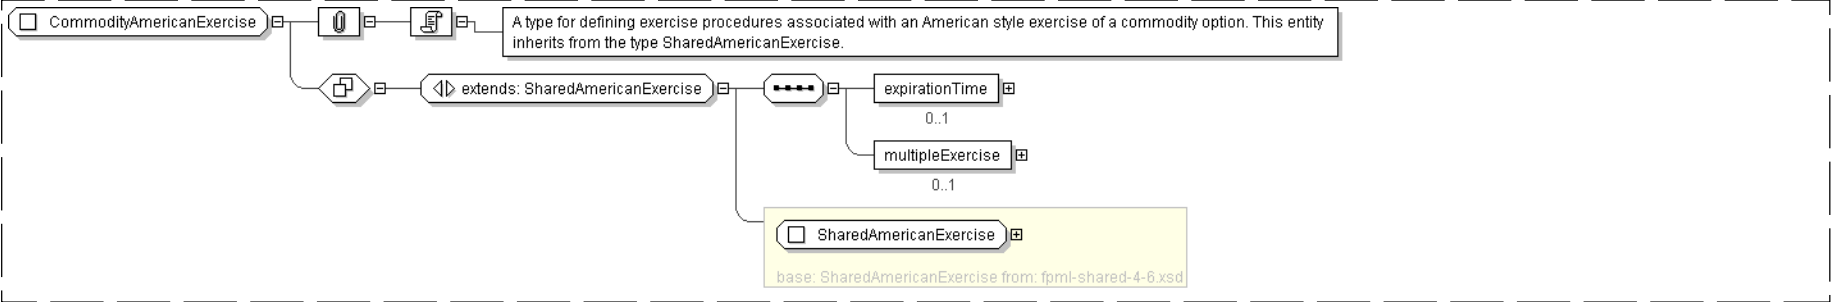 CommodityAmericanExercise
A type for defining exercise procedures associated with an American style exercise of a commodity option. This entity
inherits from the type SharedAmericanExercise.
extends: SharedAmericanExercise
expirationTime
0..1
multipleExercise
0..1
SharedAmericanExercise
base: SharedAmericanExercise from: fpml-shared-4-6.xsd